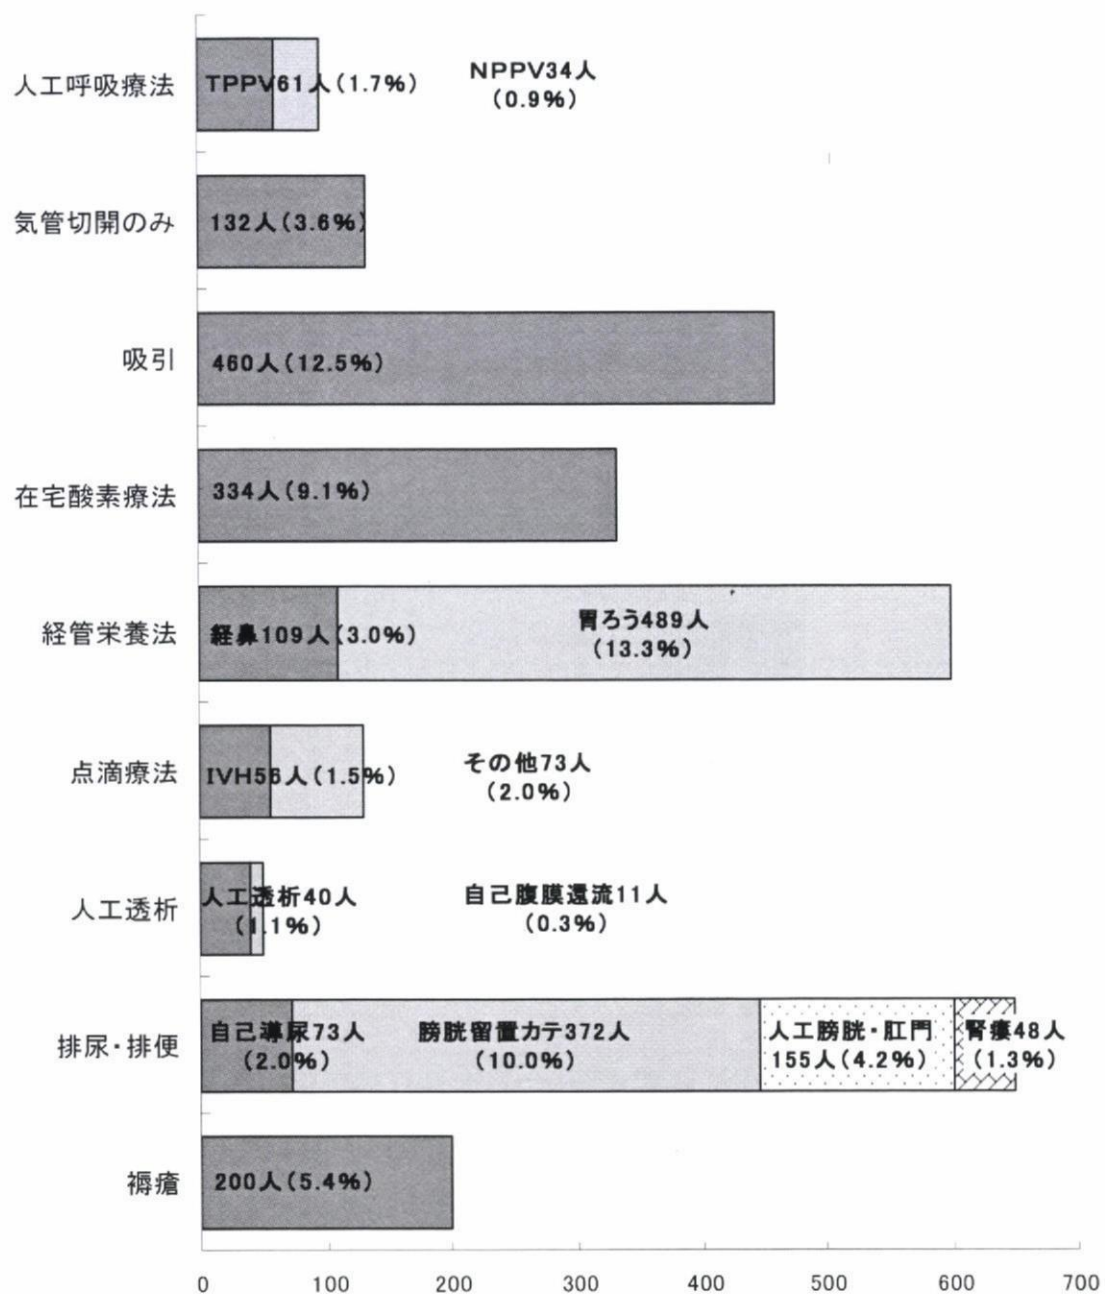 人工呼吸療法
TPPV61人(1.7%)
NPPV34人
(0.9%)
気管切開のみ
132人(3.6%)
吸引
460人(12.5%)
在宅酸素療法
334人(9.1%)
経管栄養法
経鼻109人(3.0%)
胃ろう489人
(13.3%)
点滴療法
IVH56人(1.5%)
その他73人
(2.0%)
人工透析
人工透析40人
(1.1%)
自己腹膜還流11人
(0.3%)
排尿・排便
自己導尿73人
(2.0%)
膀胱留置カテ372人
(10.0%)
人工膀胱・肛門
155人(4.2%)
腎瘻48人
(1.3%)
褥瘡
200人(5.4%)
0 100 200 300 400 500 600 700